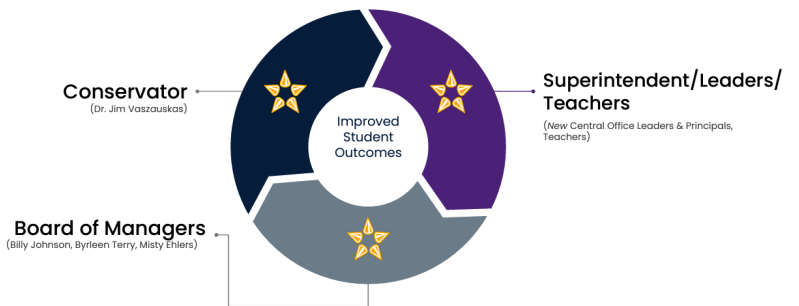 Conservator
(Dr. Jim Vaszauskas)
Improved
Student
Outcomes
Superintendent/Leaders/
Teachers
(New Central Office Leaders & Principals,
Teachers)
Board of Managers
(Billy Johnson, Byrleen Terry, Misty Ehlers)